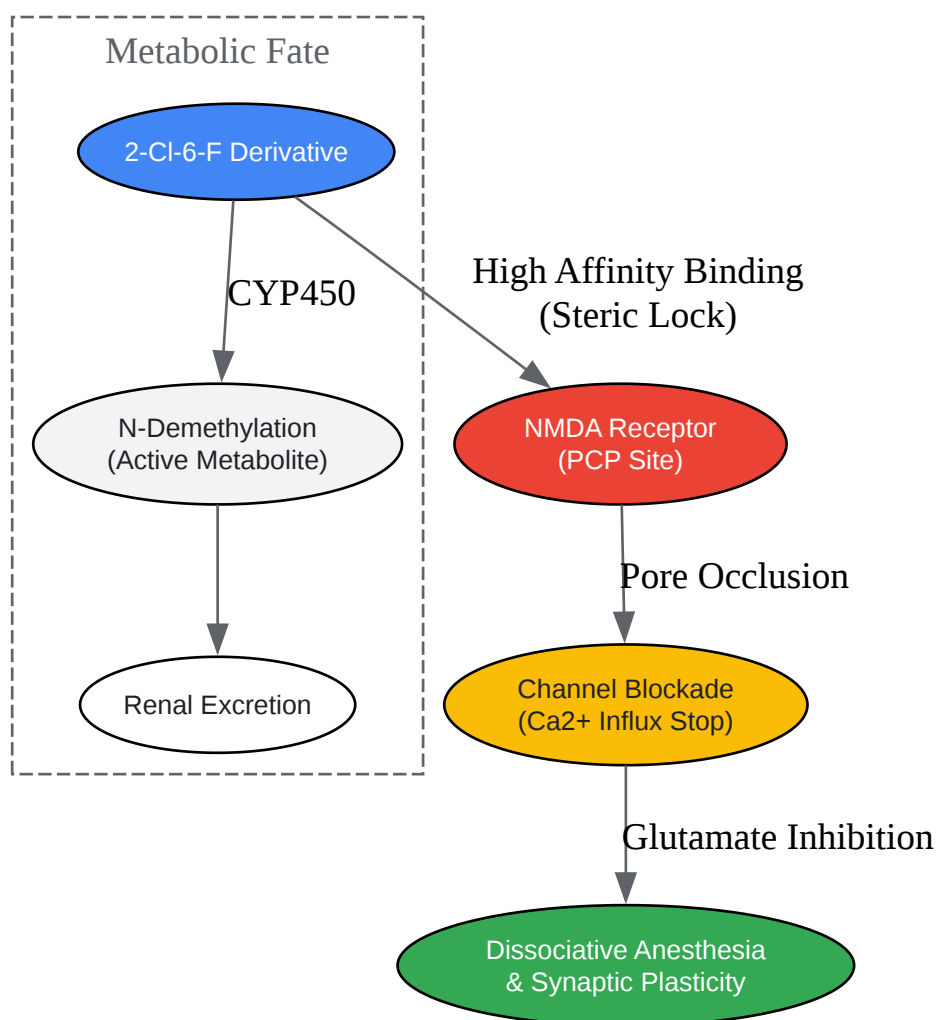 Metabolic Fate
2-Cl-6-F Derivative
CYP450
High Affinity Binding
(Steric Lock)
N-Demethylation
(Active Metabolite)
NMDA Receptor
(PCP Site)
Pore Occlusion
Renal Excretion
Channel Blockade
(Ca2+ Influx Stop)
Glutamate Inhibition
Dissociative Anesthesia
& Synaptic Plasticity